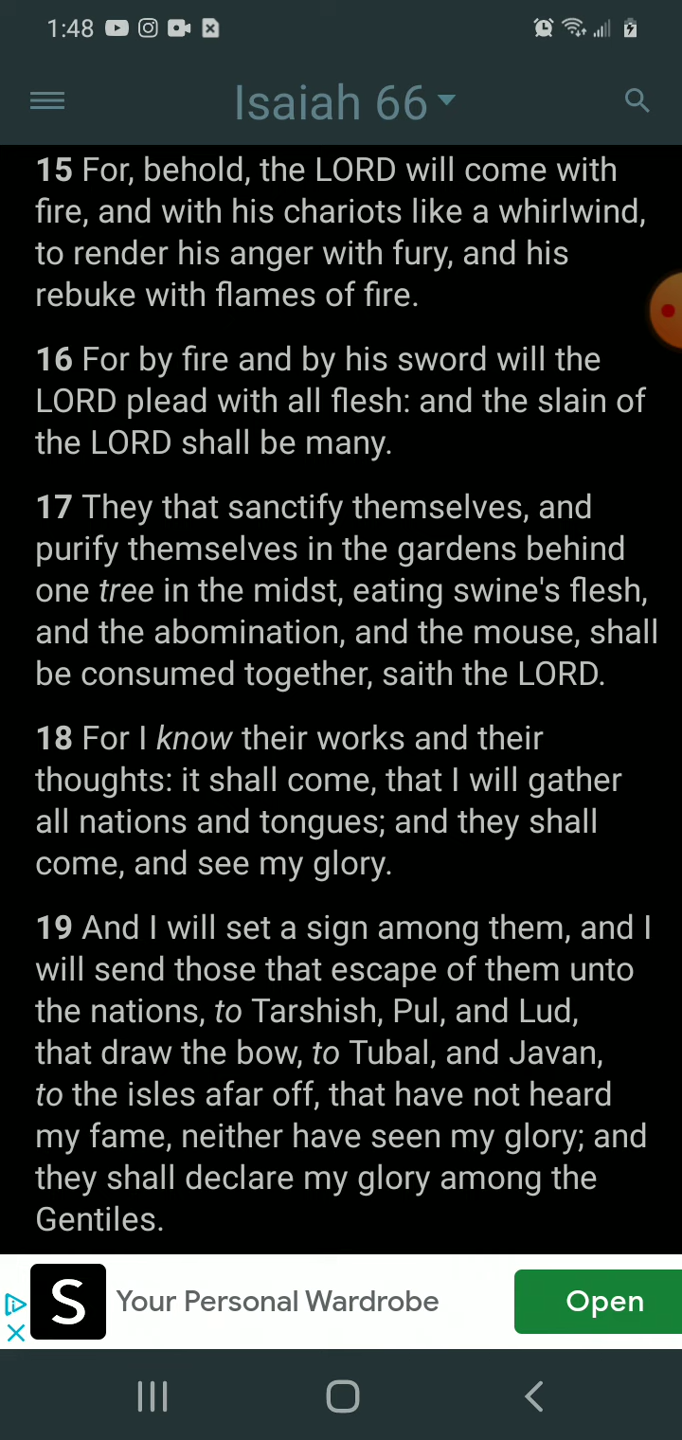 1:48
Isaiah 66
15 For, behold, the LORD will come with
fire, and with his chariots like a whirlwind,
to render his anger with fury, and his
rebuke with flames of fire.
16 For by fire and by his sword will the
LORD plead with all flesh: and the slain of
the LORD shall be many.
17 They that sanctify themselves, and
purify themselves in the gardens behind
one tree in the midst, eating swine's flesh,
and the abomination, and the mouse, shall
be consumed together, saith the LORD.
18 For I know their works and their
thoughts: it shall come, that I will gather
all nations and tongues; and they shall
come, and see my glory.
19 And I will set a sign among them, and I
will send those that escape of them unto
the nations, to Tarshish, Pul, and Lud,
that draw the bow, to Tubal, and Javan,
to the isles afar off, that have not heard
my fame, neither have seen my glory; and
they shall declare my glory among the
Gentiles.
S Your Personal Wardrobe Open